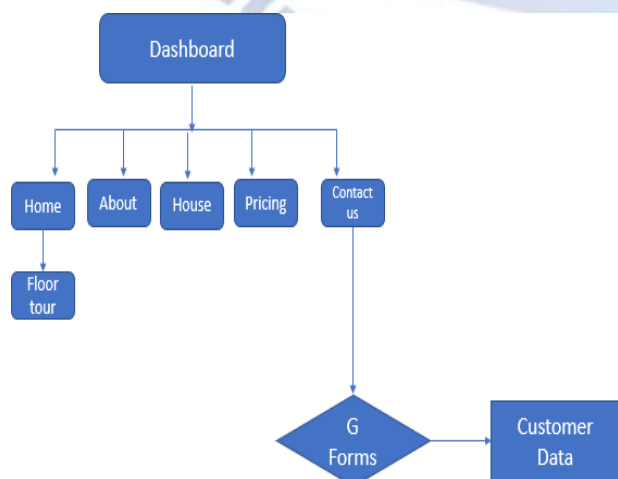 Dashboard
Home
About
House
Pricing
Contact
us
Floor
tour
G
Forms
Customer
Data